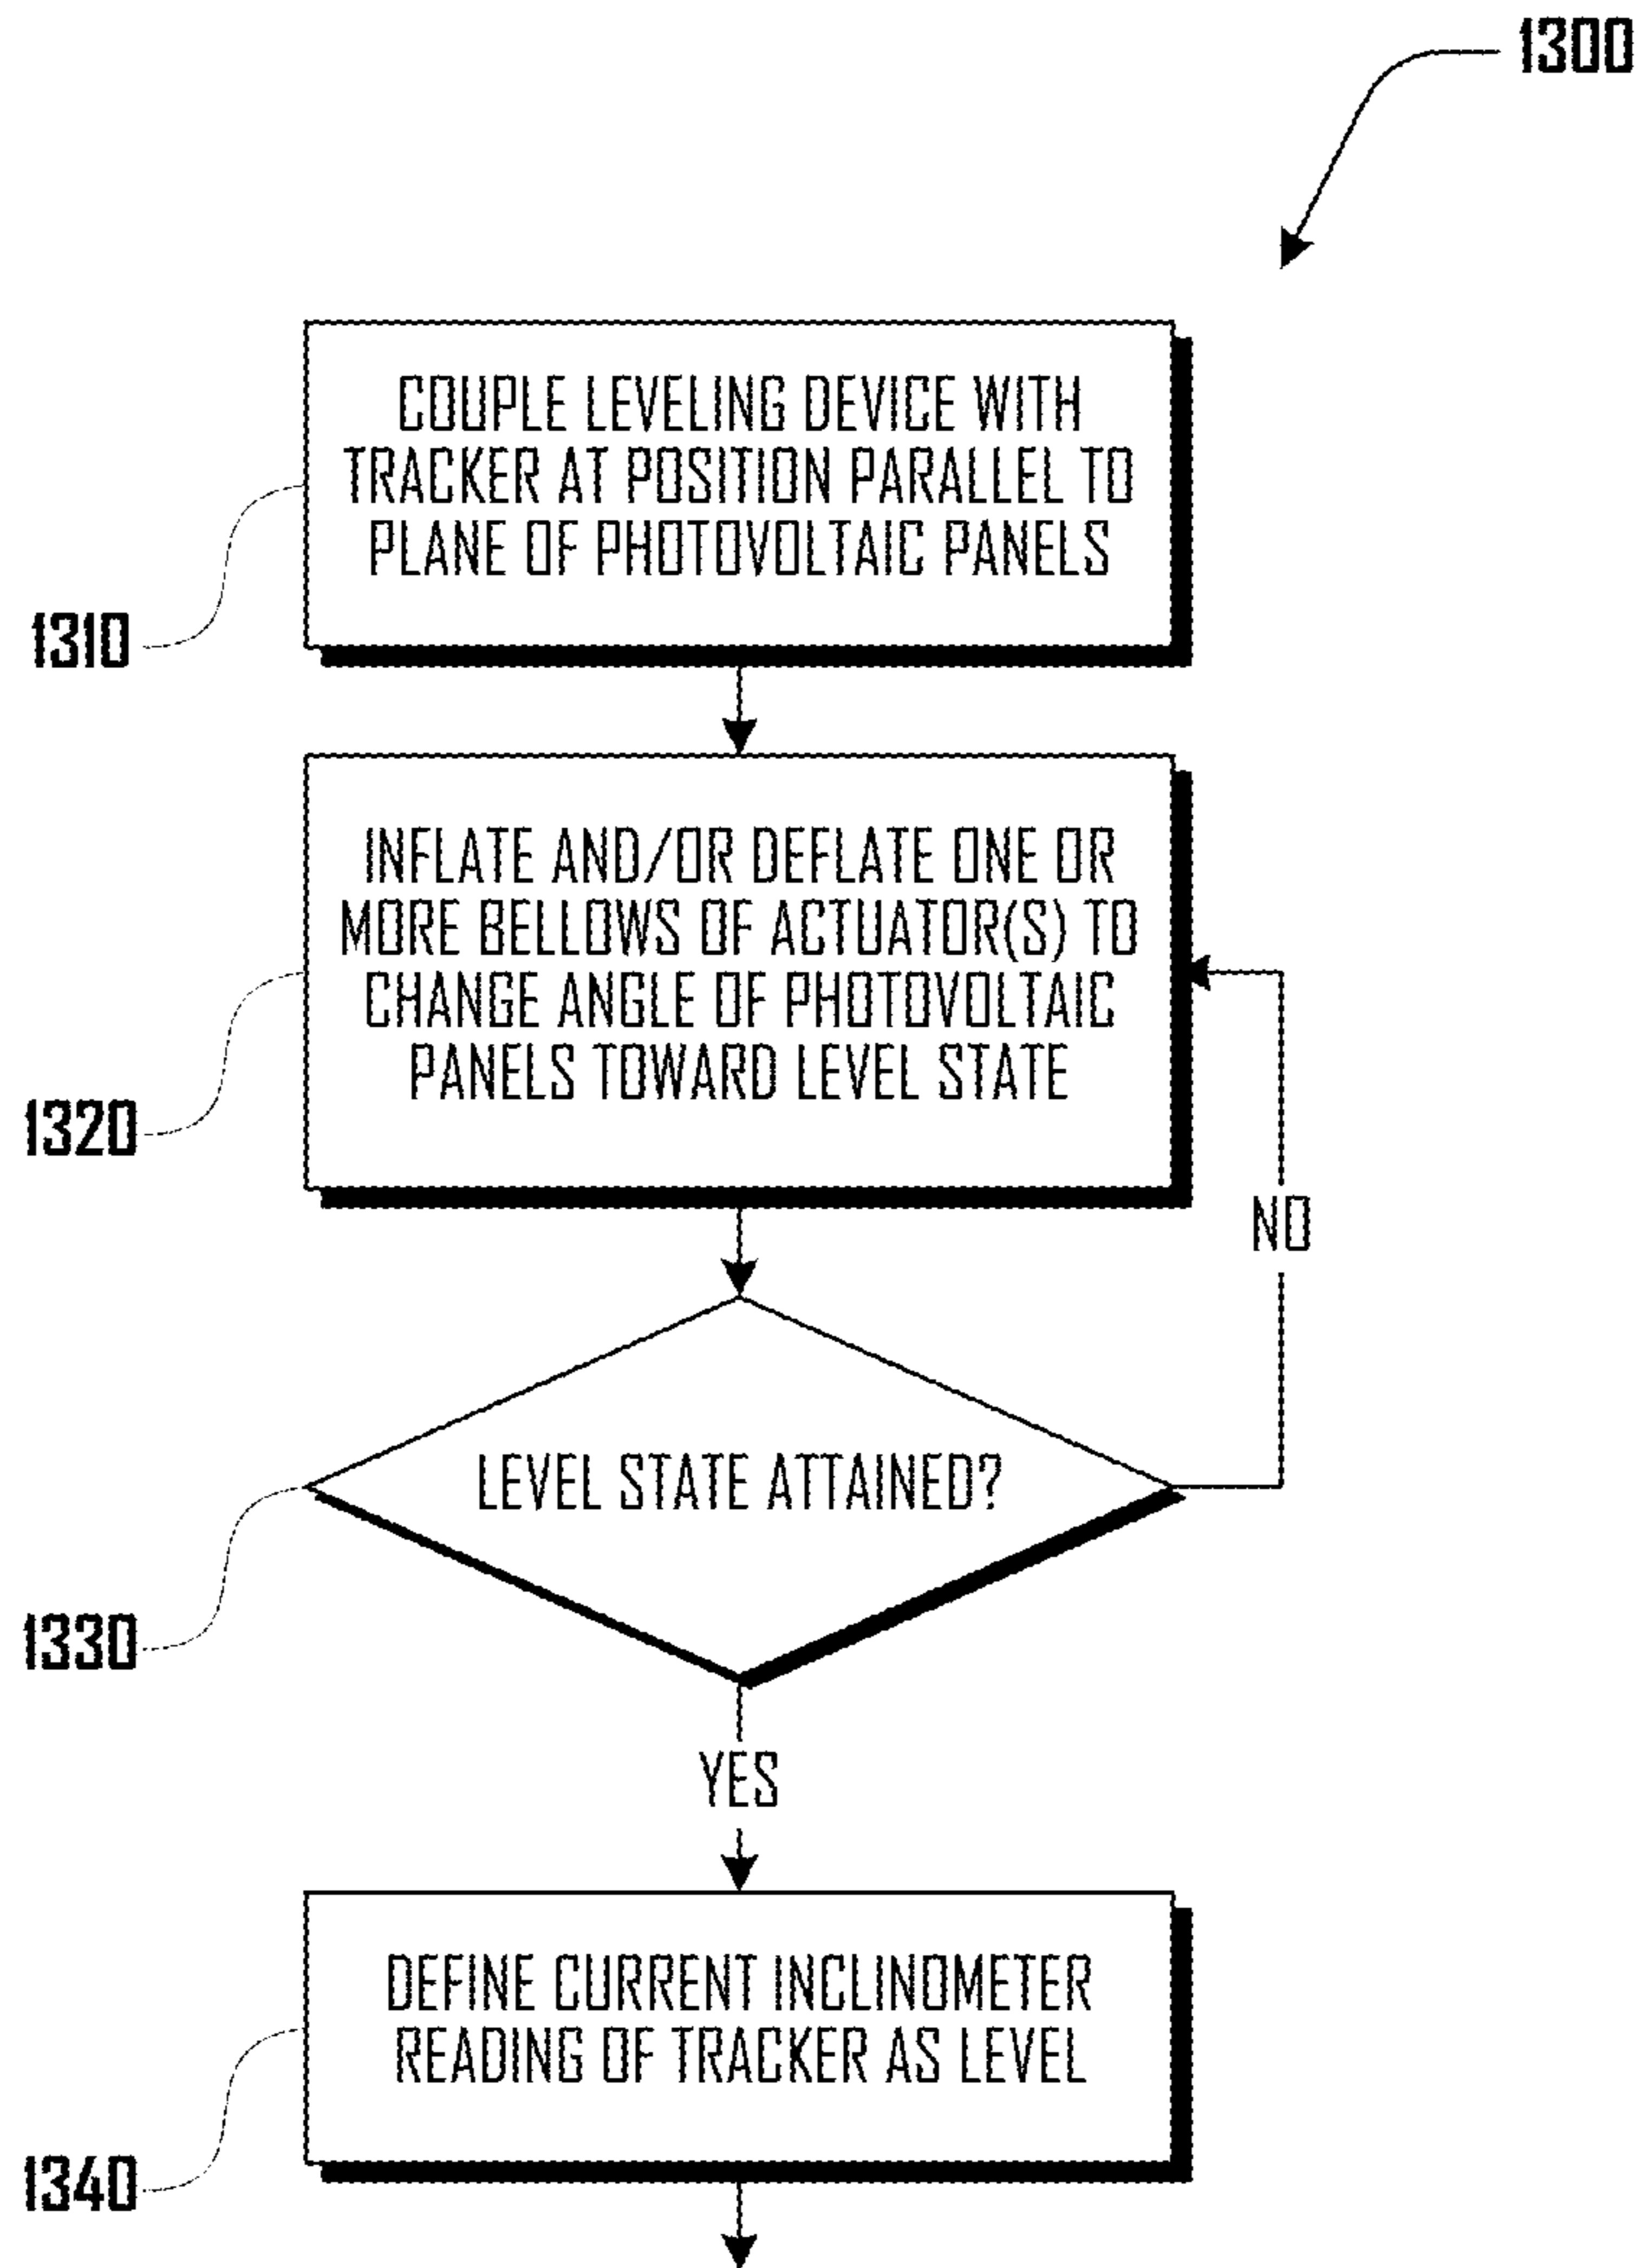 1300
COUPLE LEVELING DEVICE WITH
TRACKER AT POSITION PARALLEL TO
PLANE OF PHOTOVOLTAIC PANELS
1310
INFLATE AND/OR DEFLATE ONE OR
MORE BELLOWS OF ACTUATOR(S) TO
CHANGE ANGLE OF PHOTOVOLTAIC
PANELS TOWARD LEVEL STATE
1320
NO
LEVEL STATE ATTAINED?
1330
YES
DEFINE CURRENT INCLINOMETER
READING OF TRACKER AS LEVEL
1340